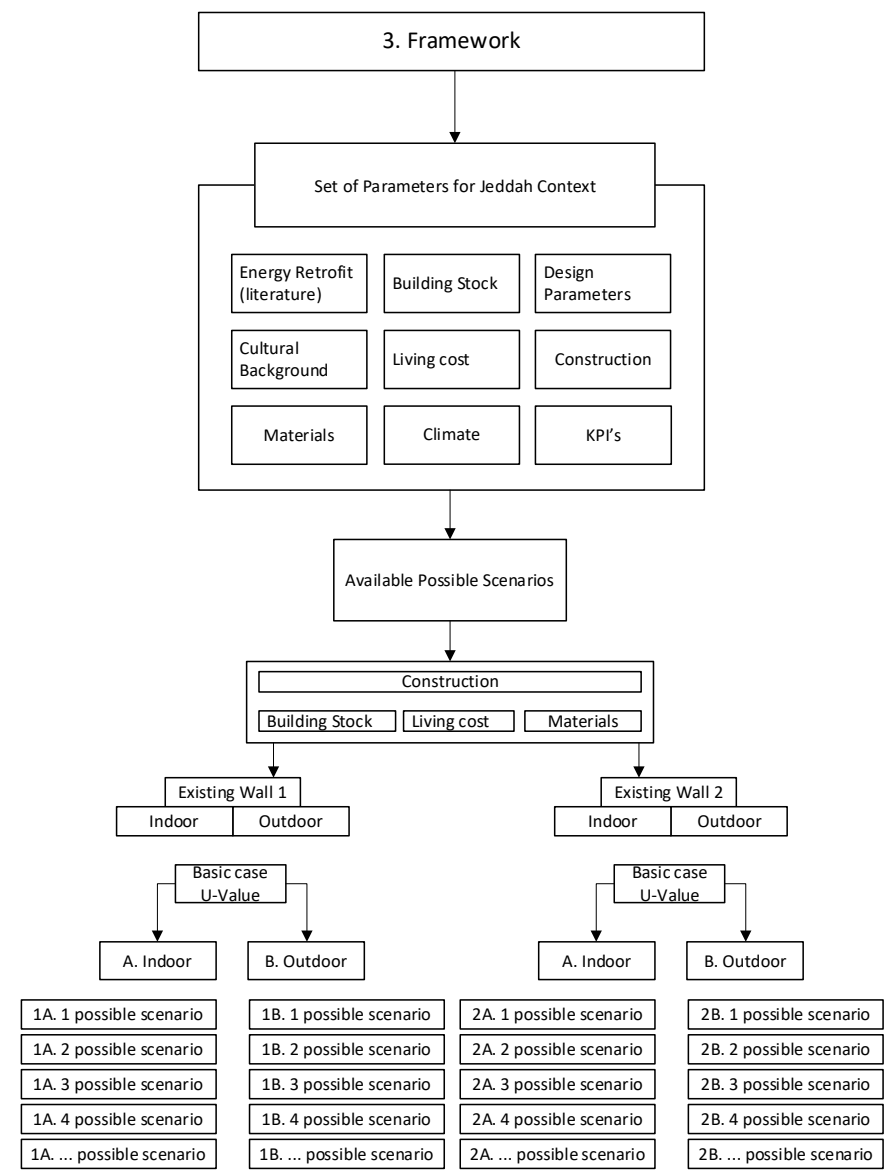 3. Framework
Set of Parameters for Jeddah Context
Energy Retrofit
(literature)
Building Stock
Design
Parameters
Cultural
Background
Living cost
Construction
Materials
Climate
KPI's
Available Possible Scenarios
Construction
Building Stock
Living cost
Materials
Existing Wall 1
Indoor
Outdoor
Existing Wall 2
Indoor
Outdoor
Basic case
U-Value
Basic case
U-Value
A. Indoor
B. Outdoor
A. Indoor
B. Outdoor
1A. 1 possible scenario
1B. 1 possible scenario
2A. 1 possible scenario
2B. 1 possible scenario
1A. 2 possible scenario
1B. 2 possible scenario
2A. 2 possible scenario
2B. 2 possible scenario
1A. 3 possible scenario
1B. 3 possible scenario
2A. 3 possible scenario
2B. 3 possible scenario
1A. 4 possible scenario
1B. 4 possible scenario
2A. 4 possible scenario
2B. 4 possible scenario
1A. ... possible scenario
1B. ... possible scenario
2A. ... possible scenario
2B. ... possible scenario